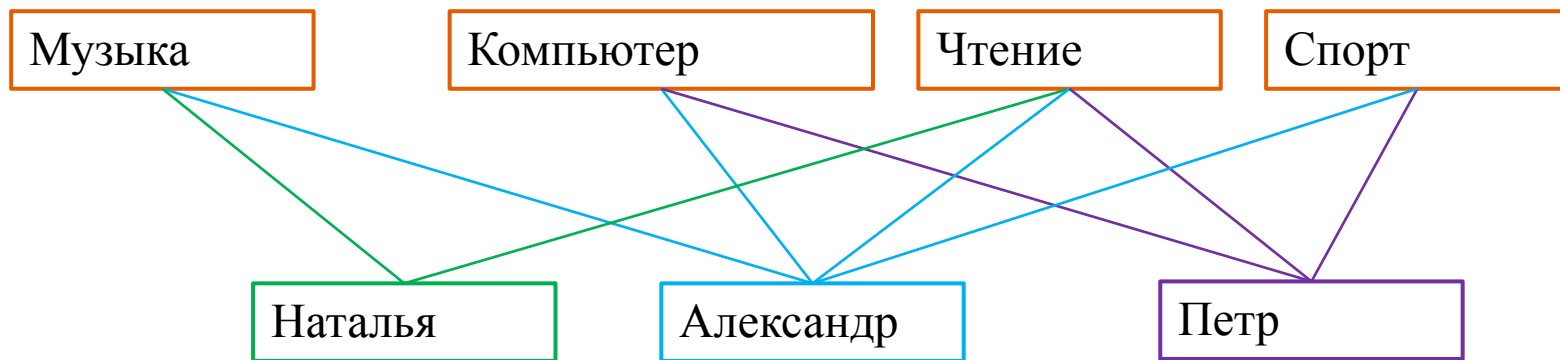 Музыка
Компьютер
Чтение
Спорт
Наталья
Александр
Петр